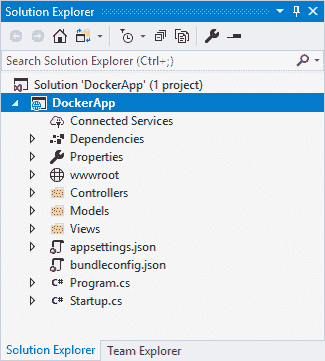 Solution Explorer
Search Solution Explorer (Ctrl+;)
Solution 'DockerApp' (1 project)
DockerApp
Connected Services
Dependencies
Properties
wwwroot
Controllers
Models
Views
appsettings.json
bundleconfig.json
C# Program.cs
C# Startup.cs
Solution Explorer Team Explorer